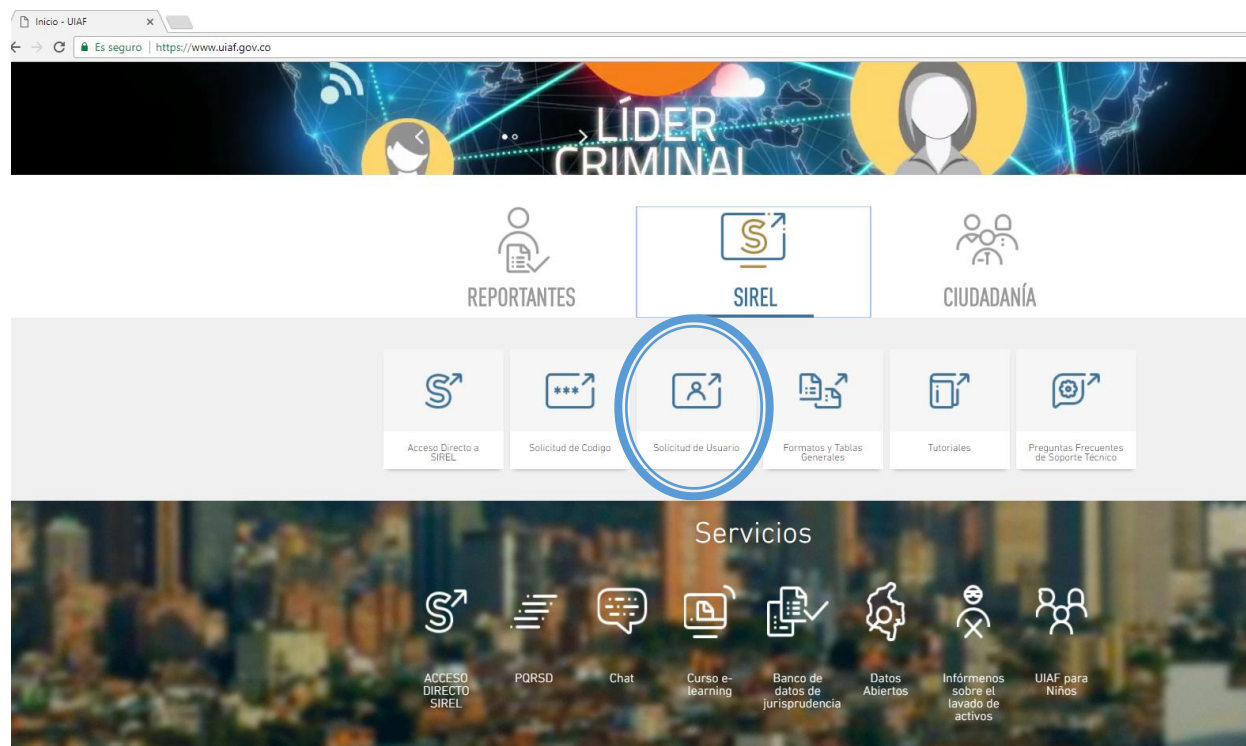 Inicio - UIAF
Es seguro | https://www.uiaf.gov.co
LÍDER
CRIMINAL
REPORTANTES
SIREL
CIUDADANÍA
Acceso Directo a
SIREL
Solicitud de Codigo
Solicitud de Usuario
Formatos y Tablas
Generales
Tutoriales
Preguntas Frecuentes
de Soporte Técnico
Servicios
ACCESO
DIRECTO
SIREL
PQRSD
Chat
Curso e-
learning
Banco de
datos de
jurisprudencia
Datos
Abiertos
Infórmenos
sobre el
lavado de
activos
UIAF para
Niños